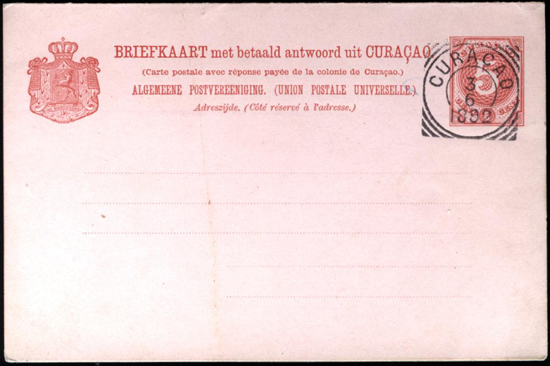 BRIEFKAART met betaald antwoord uit CURAÇAO.
(Carte postale avec réponse payée de la colonie de Curaçao.)
ALGEMEENE POSTVEREENIGING. (UNION POSTALE UNIVERSELLE.)
Adreszijde. (Côté réservé à l'adresse.)
CURAÇAO
3
6
1892